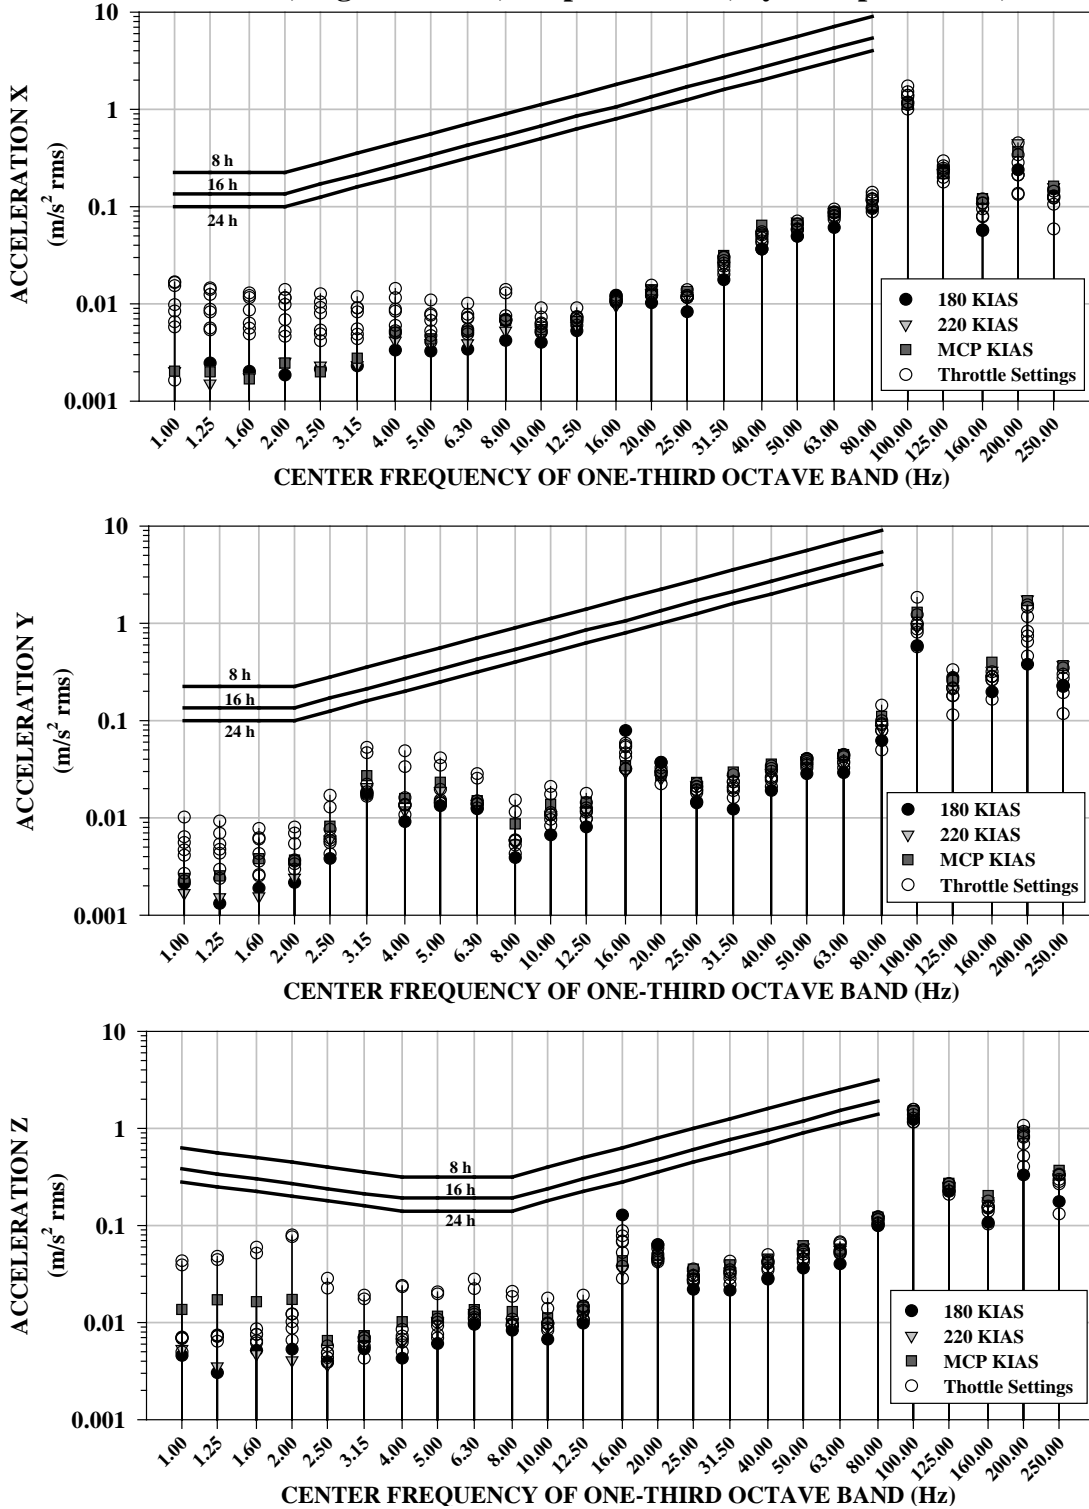 10
1
0.1
0.01
0.001
ACCELERATION X
(m/s² rms)
8 h
16 h
24 h
180 KIAS
220 KIAS
MCP KIAS
Throttle Settings
1.00 1.25 1.60 2.00 2.50 3.15 4.00 5.00 6.30 8.00 10.00 12.50 16.00 20.00 25.00 31.50 40.00 50.00 63.00 80.00 100.00 125.00 160.00 200.00 250.00
CENTER FREQUENCY OF ONE-THIRD OCTAVE BAND (Hz)
10
1
0.1
0.01
0.001
ACCELERATION Y
(m/s² rms)
8 h
16 h
24 h
180 KIAS
220 KIAS
MCP KIAS
Throttle Settings
1.00 1.25 1.60 2.00 2.50 3.15 4.00 5.00 6.30 8.00 10.00 12.50 16.00 20.00 25.00 31.50 40.00 50.00 63.00 80.00 100.00 125.00 160.00 200.00 250.00
CENTER FREQUENCY OF ONE-THIRD OCTAVE BAND (Hz)
10
1
0.1
0.01
0.001
ACCELERATION Z
(m/s² rms)
8 h
16 h
24 h
180 KIAS
220 KIAS
MCP KIAS
Thottle Settings
1.00 1.25 1.60 2.00 2.50 3.15 4.00 5.00 6.30 8.00 10.00 12.50 16.00 20.00 25.00 31.50 40.00 50.00 63.00 80.00 100.00 125.00 160.00 200.00 250.00
CENTER FREQUENCY OF ONE-THIRD OCTAVE BAND (Hz)